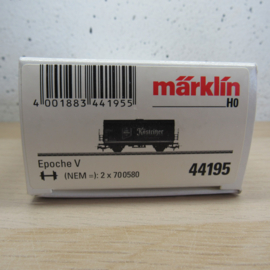 4 001883 441955
märklin
H0
Epoche V
(NEM =): 2 x 700580
44195